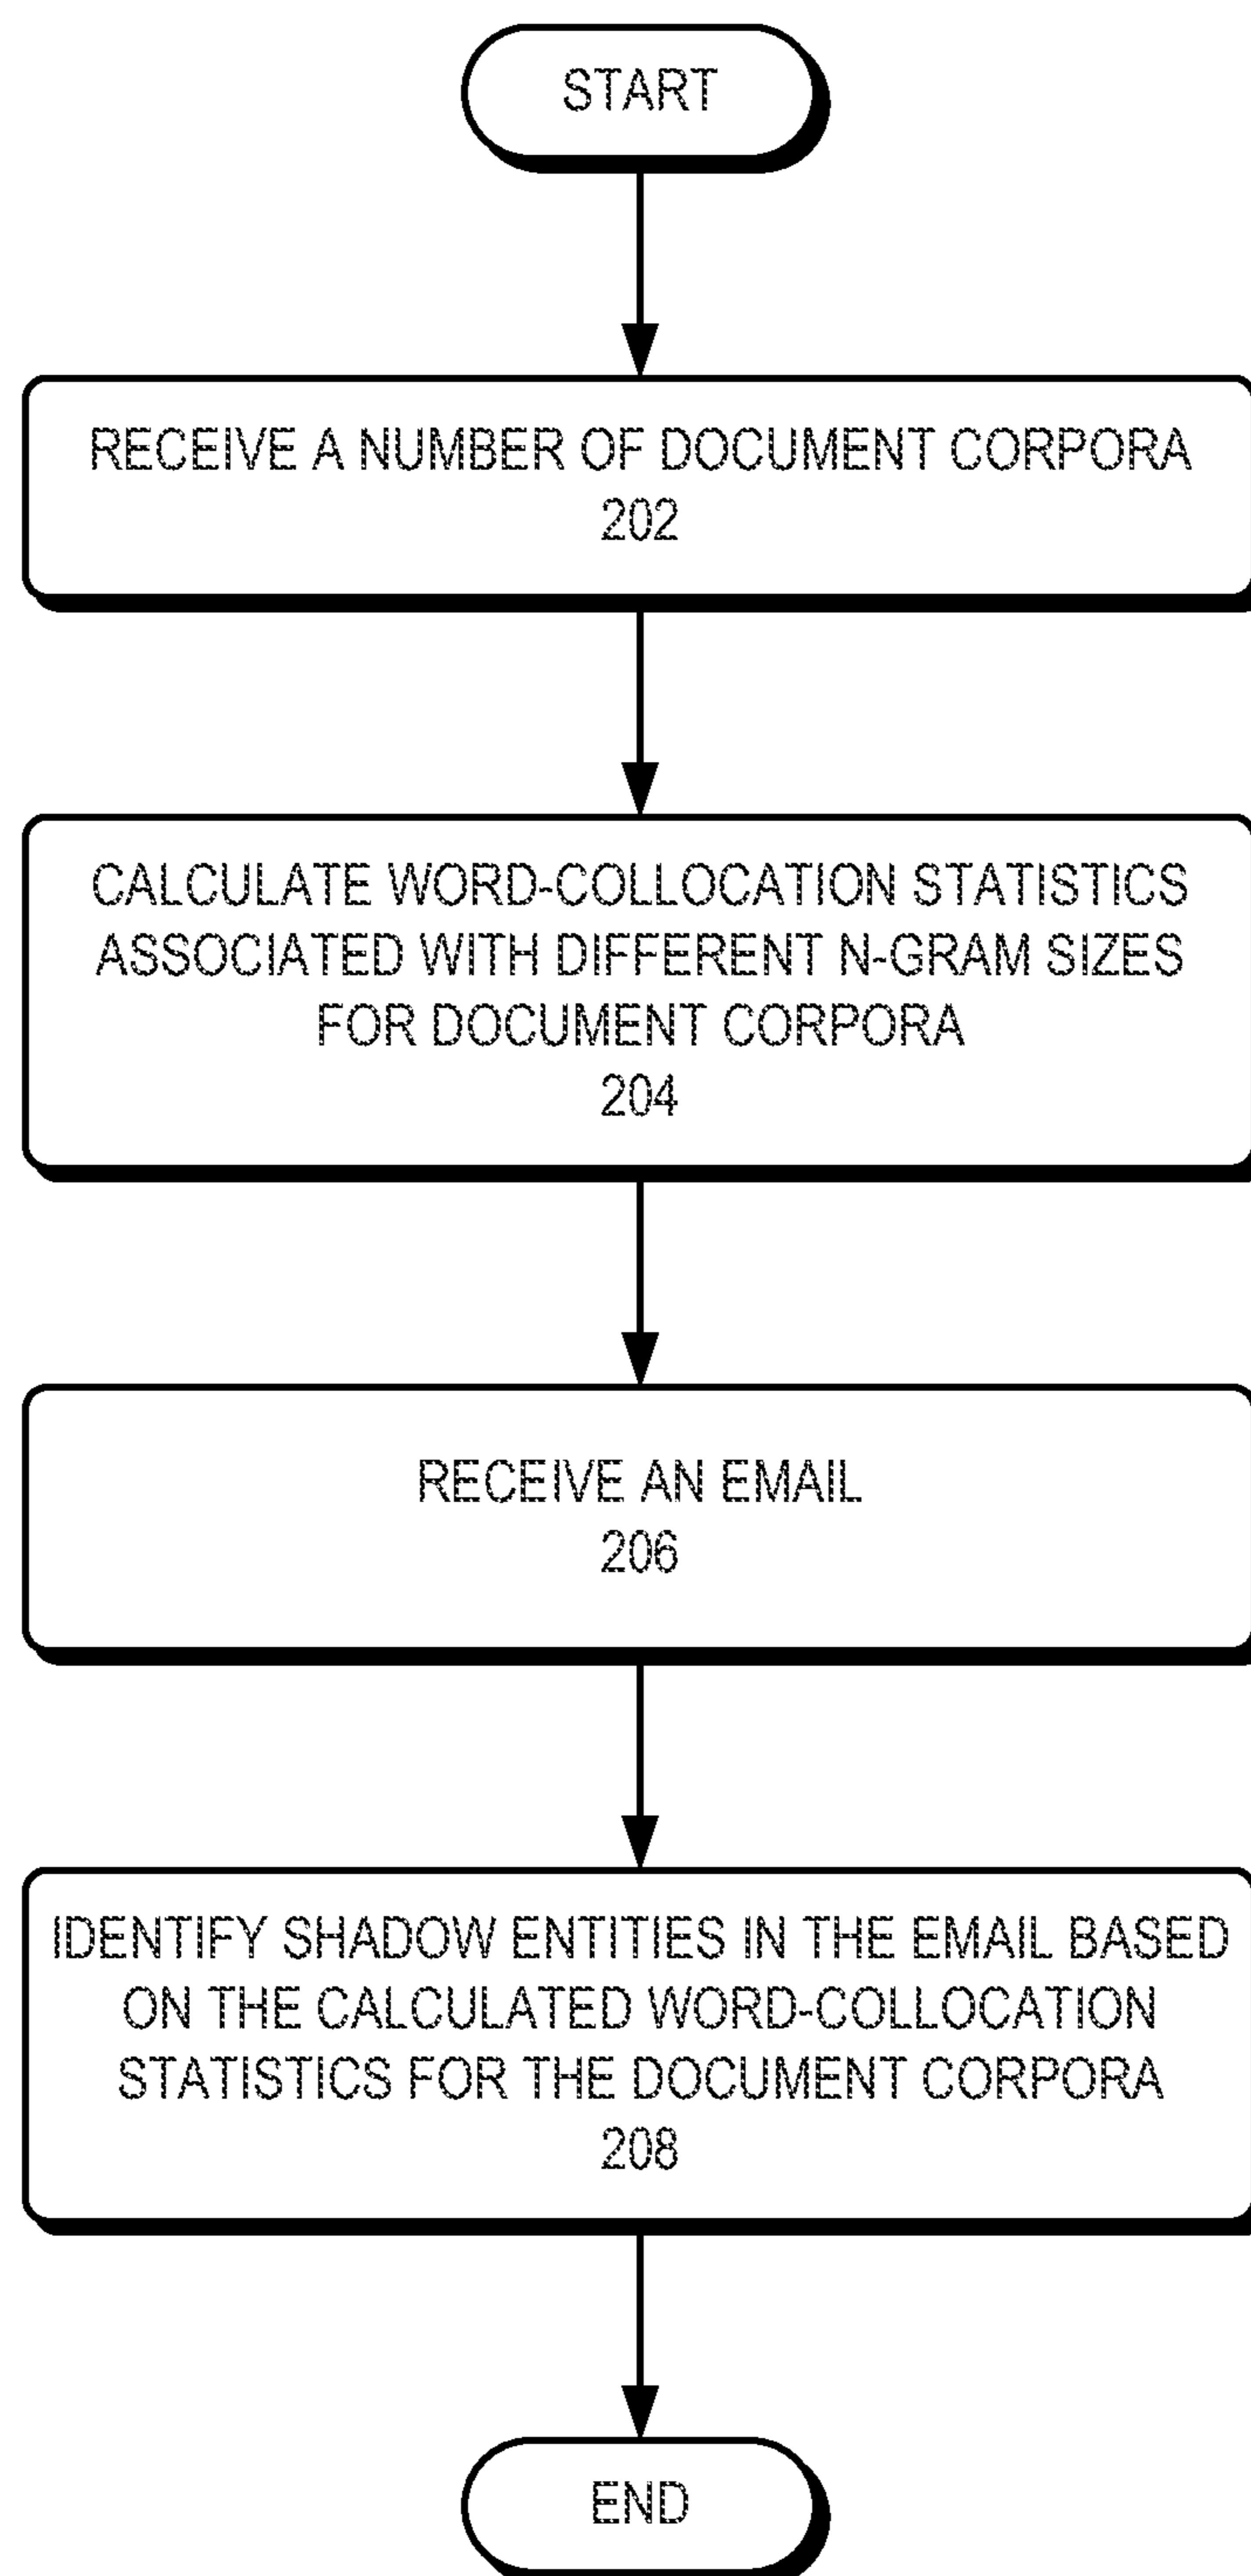 START
RECEIVE A NUMBER OF DOCUMENT CORPORA
202
CALCULATE WORD-COLLOCATION STATISTICS
ASSOCIATED WITH DIFFERENT N-GRAM SIZES
FOR DOCUMENT CORPORA
204
RECEIVE AN EMAIL
206
IDENTIFY SHADOW ENTITIES IN THE EMAIL BASED
ON THE CALCULATED WORD-COLLOCATION
STATISTICS FOR THE DOCUMENT CORPORA
208
END